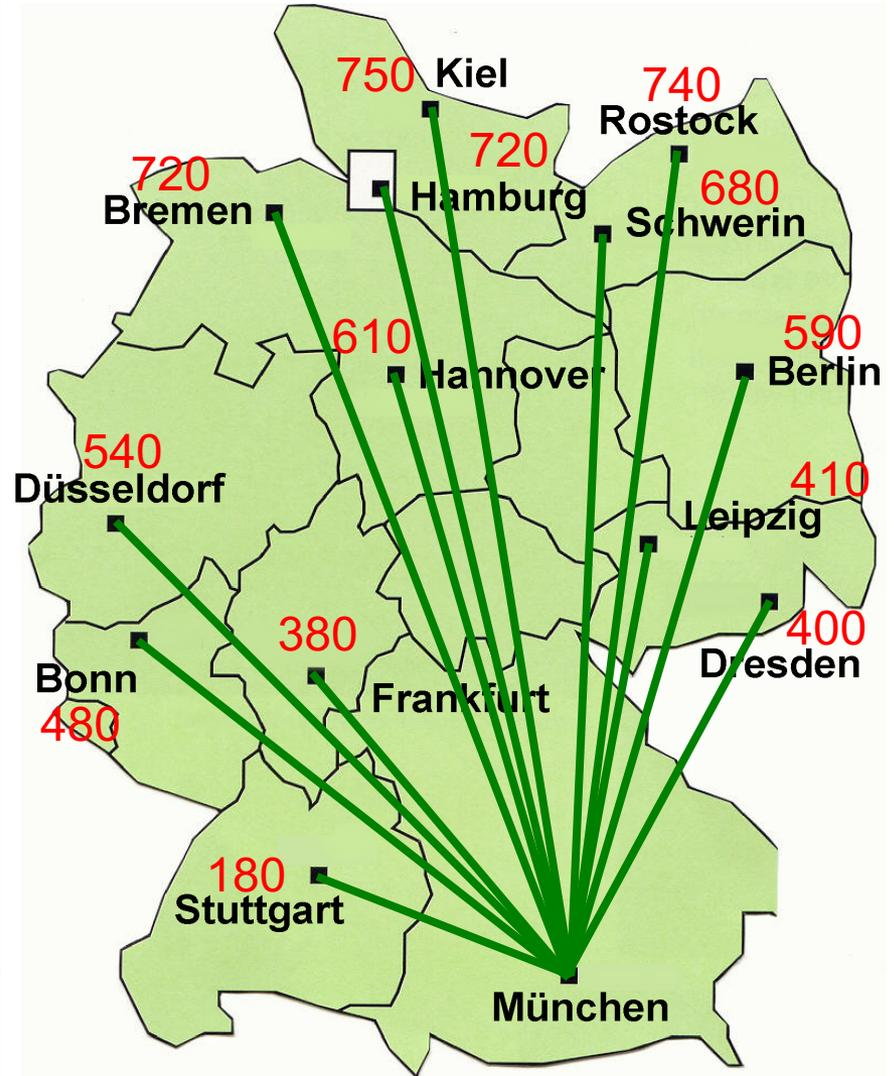 750 Kiel
740
Rostock
720
Hamburg
720
Bremen
680
Schwerin
610
Hannover
590
Berlin
540
Düsseldorf
410
Leipzig
380
Frankfurt
400
Dresden
Bonn
480
180
Stuttgart
München